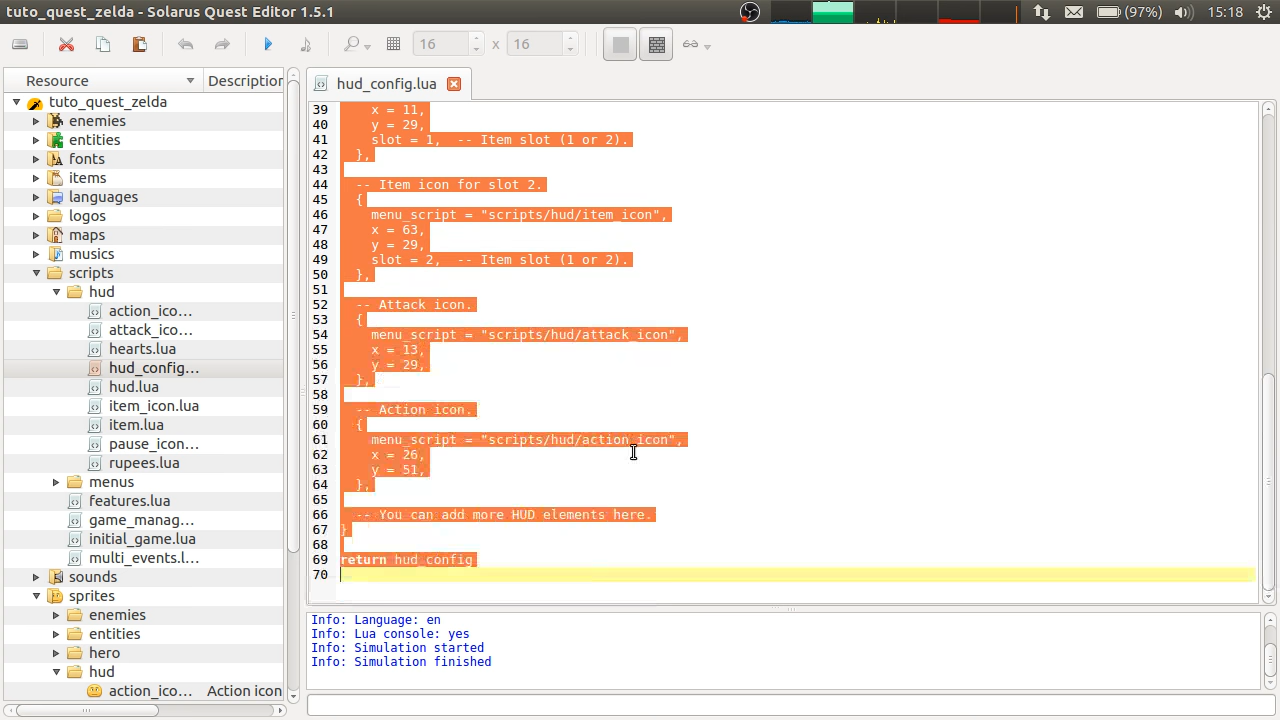 tuto_quest_zelda - Solarus Quest Editor 1.5.1
(97%)
15:18
16
x
16
Resource
Description
tuto_quest_zelda
enemies
entities
fonts
items
languages
logos
maps
musics
scripts
hud
action_ico...
attack_ico...
hearts.lua
hud_config...
hud.lua
item_icon.lua
item.lua
pause_icon...
rupees.lua
menus
features.lua
game_manag...
initial_game.lua
multi_events.l...
sounds
sprites
enemies
entities
hero
hud
action_ico... Action icon
hud_config.lua
39 x = 11,
40 y = 29,
41 slot = 1,  -- Item slot (1 or 2).
42 },
43
44 -- Item icon for slot 2.
45 {
46 menu_script = "scripts/hud/item_icon",
47 x = 63,
48 y = 29,
49 slot = 2,  -- Item slot (1 or 2).
50 },
51
52 -- Attack icon.
53 {
54 menu_script = "scripts/hud/attack_icon",
55 x = 13,
56 y = 29,
57 },
58
59 -- Action icon.
60 {
61 menu_script = "scripts/hud/action_icon",
62 x = 26,
63 y = 51,
64 },
65
66 -- You can add more HUD elements here.
67 }
68
69 return hud_config
70
Info: Language: en
Info: Lua console: yes
Info: Simulation started
Info: Simulation finished